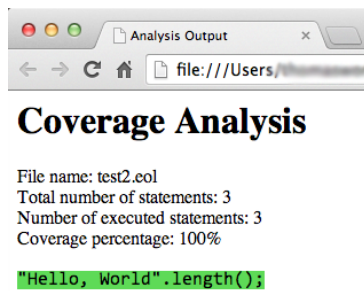 Analysis Output
file:///Users/
Coverage Analysis
File name: test2.eol
Total number of statements: 3
Number of executed statements: 3
Coverage percentage: 100%
"Hello, World".length();